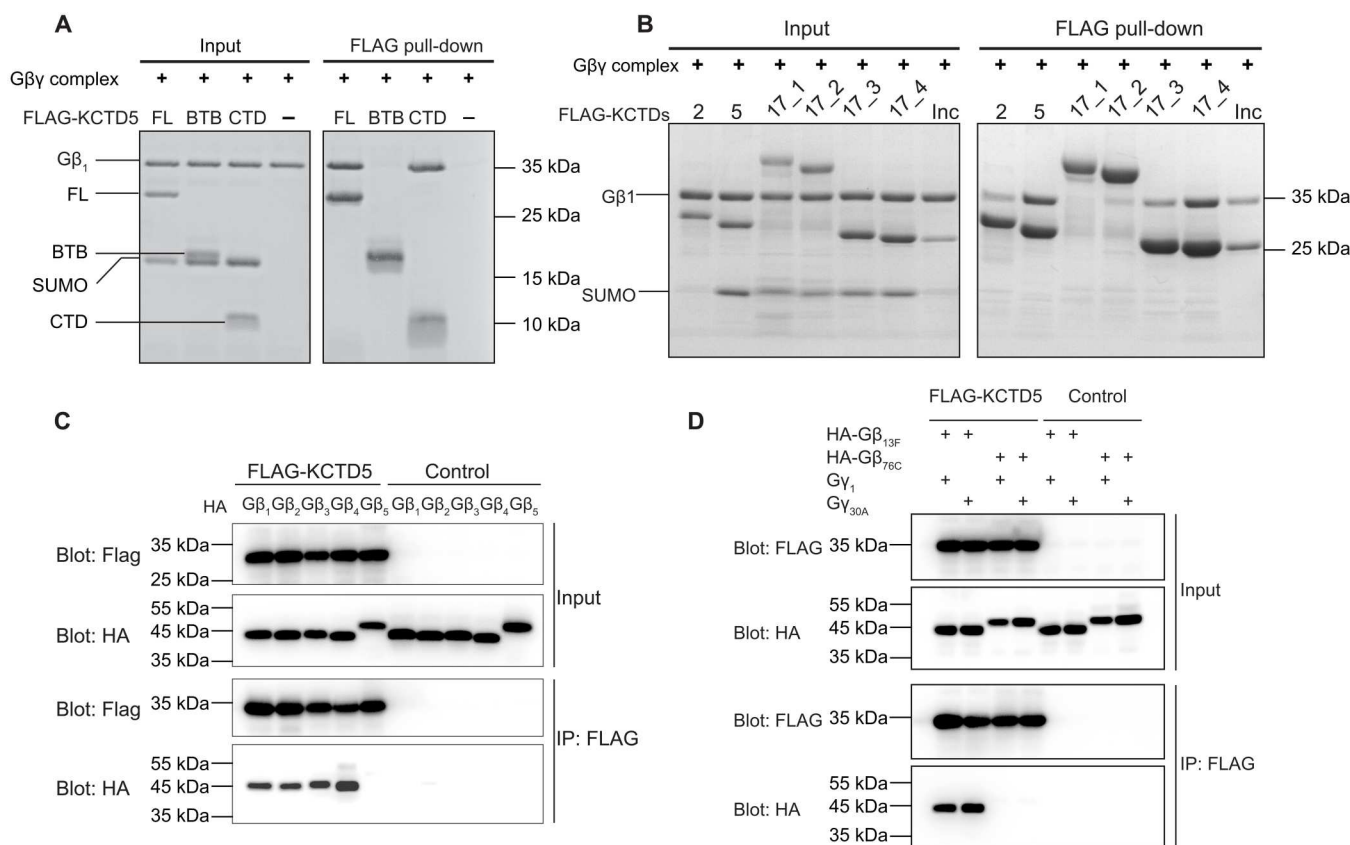 A
Input
FLAG pull-down
Gβγ complex + + + + + + + +
FLAG-KCTD5 FL BTB CTD – FL BTB CTD –
Gβ₁
FL
BTB
SUMO
CTD
35 kDa
25 kDa
15 kDa
10 kDa
B
Input
FLAG pull-down
Gβγ complex + + + + + + + + + + + + + +
FLAG-KCTDs 2 5 17_1 17_2 17_3 17_4 Inc 2 5 17_1 17_2 17_3 17_4 Inc
Gβ1
SUMO
35 kDa
25 kDa
C
FLAG-KCTD5 Control
HA Gβ₁ Gβ₂ Gβ₃ Gβ₄ Gβ₅ Gβ₁ Gβ₂ Gβ₃ Gβ₄ Gβ₅
Blot: Flag
35 kDa
25 kDa
Blot: HA
55 kDa
45 kDa
35 kDa
Input
Blot: Flag
35 kDa
Blot: HA
55 kDa
45 kDa
35 kDa
IP: FLAG
D
FLAG-KCTD5 Control
HA-Gβ₁₃F + + + +
HA-Gβ₇₆C + + + +
Gγ₁ + + + +
Gγ₃₀A + + + +
Blot: FLAG
35 kDa
Blot: HA
55 kDa
45 kDa
35 kDa
Input
Blot: FLAG
35 kDa
Blot: HA
55 kDa
45 kDa
35 kDa
IP: FLAG